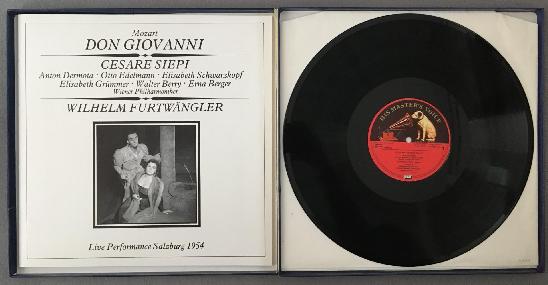 Mozart
DON GIOVANNI
CESARE SIEPI
Anton Dermota · Otto Edelmann · Elisabeth Schwarzkopf
Elisabeth Grümmer · Walter Berry · Erna Berger
Wiener Philharmoniker
WILHELM FURTWÄNGLER
Live Performance Salzburg 1954
HIS MASTER'S VOICE
EMI